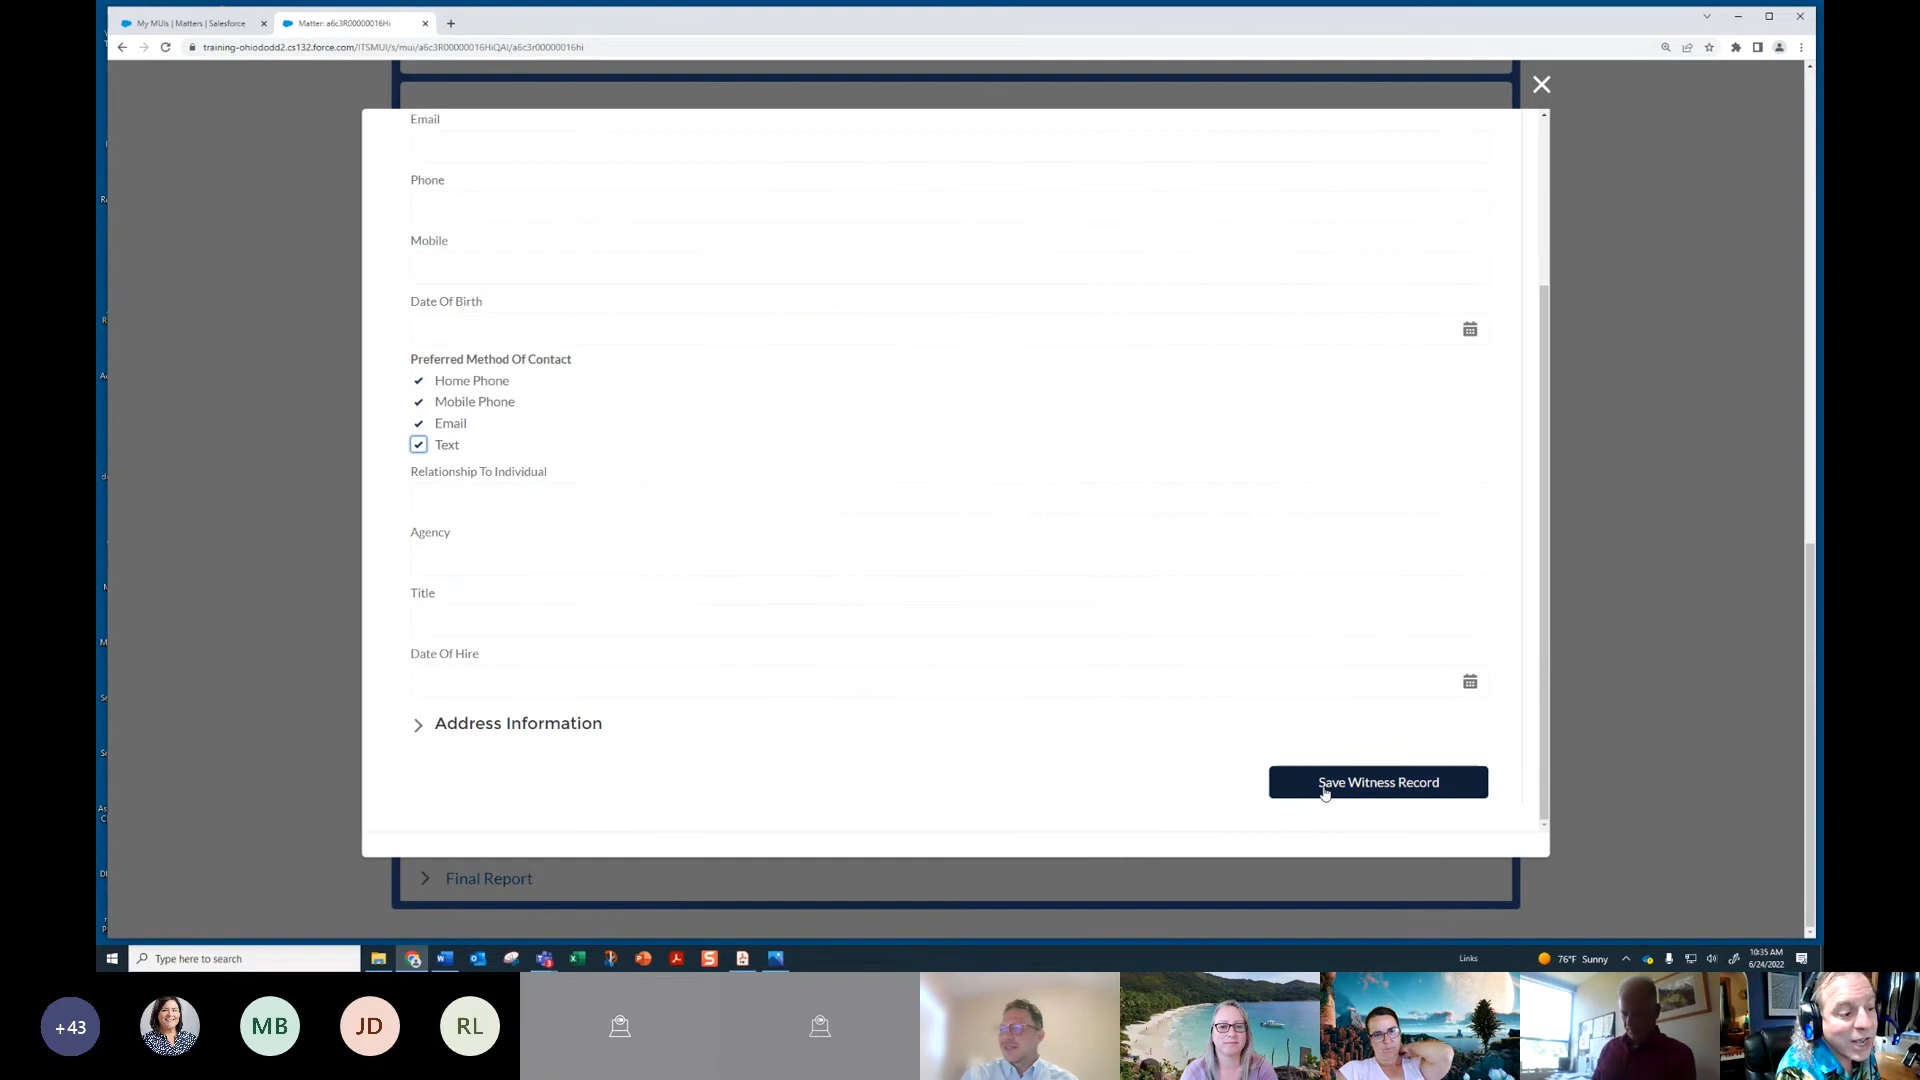 My MUIs | Matters | Salesforce
Matter: a6c3R00000016Hi
training-ohiododd2.cs132.force.com/ITSMUI/s/mui/a6c3R00000016HiQAI/a6c3r00000016hi
Email
Phone
Mobile
Date Of Birth
Preferred Method Of Contact
Home Phone
Mobile Phone
Email
Text
Relationship To Individual
Agency
Title
Date Of Hire
Address Information
Save Witness Record
Final Report
Type here to search
Links
76°F Sunny
10:35 AM
6/24/2022
+43
MB
JD
RL